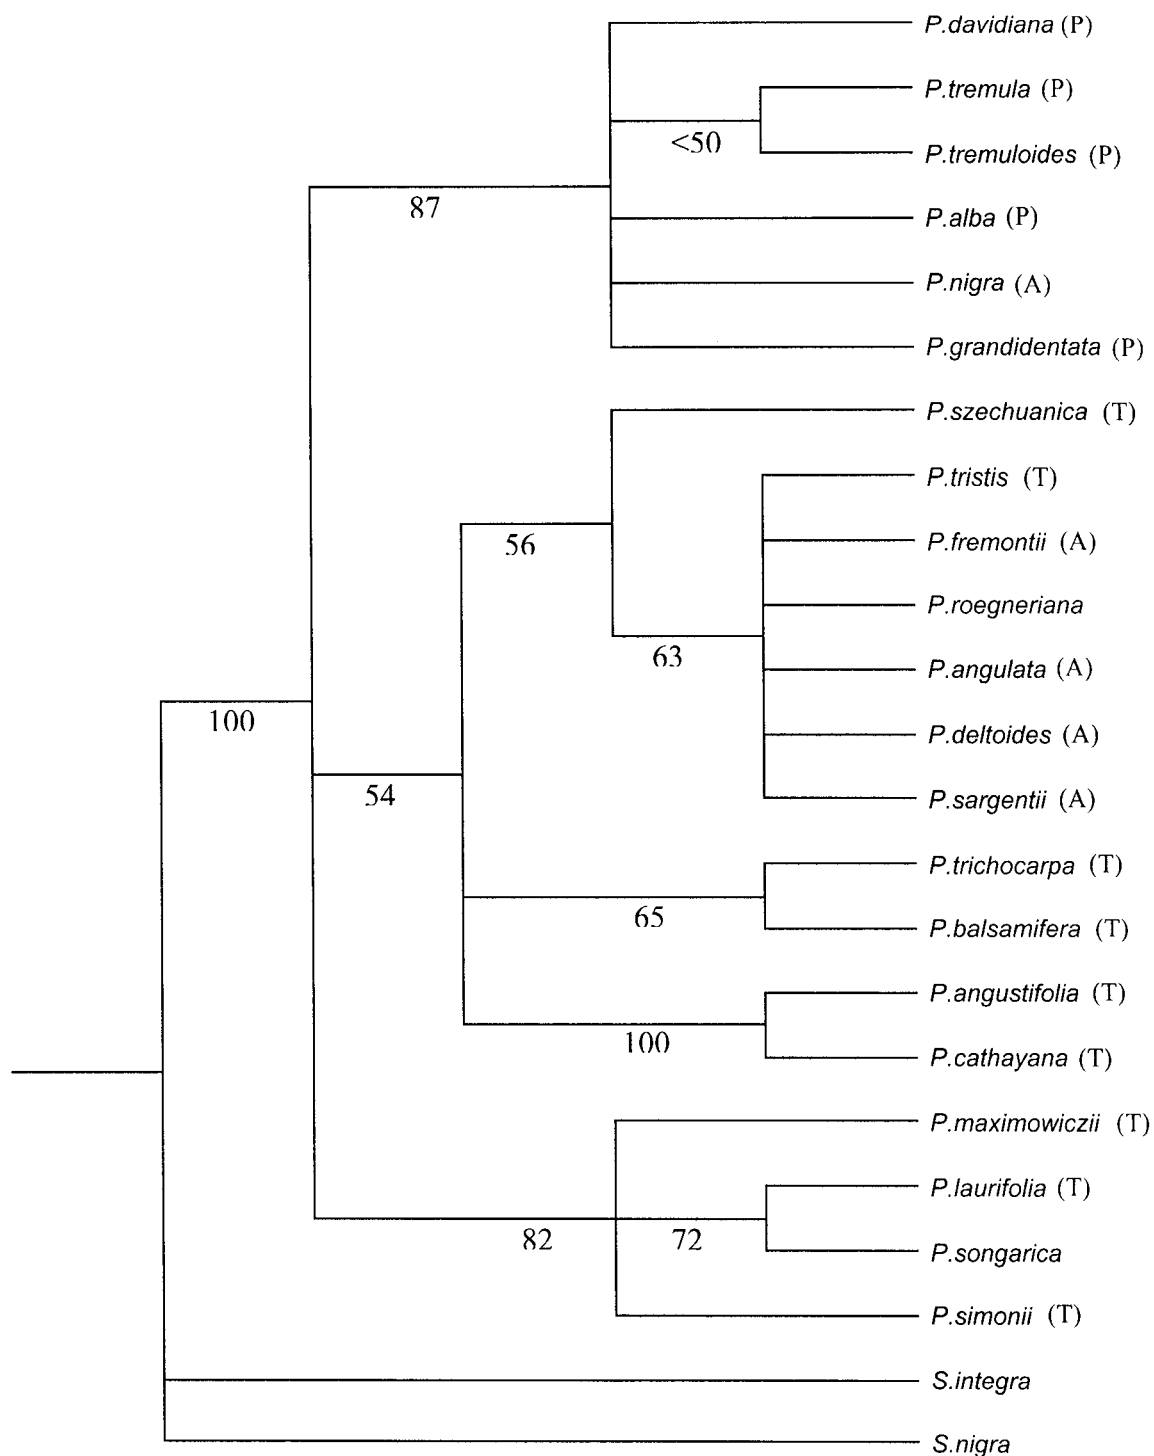 P.davidiana (P)
P.tremula (P)
<50
P.tremuloides (P)
87
P.alba (P)
P.nigra (A)
P.grandidentata (P)
P.szechuanica (T)
P.tristis (T)
56
P.fremontii (A)
P.roegneriana
63
P.angulata (A)
100
P.deltoides (A)
54
P.sargentii (A)
P.trichocarpa (T)
65
P.balsamifera (T)
P.angustifolia (T)
100
P.cathayana (T)
P.maximowiczii (T)
P.laurifolia (T)
82
72
P.songarica
P.simonii (T)
S.integra
S.nigra